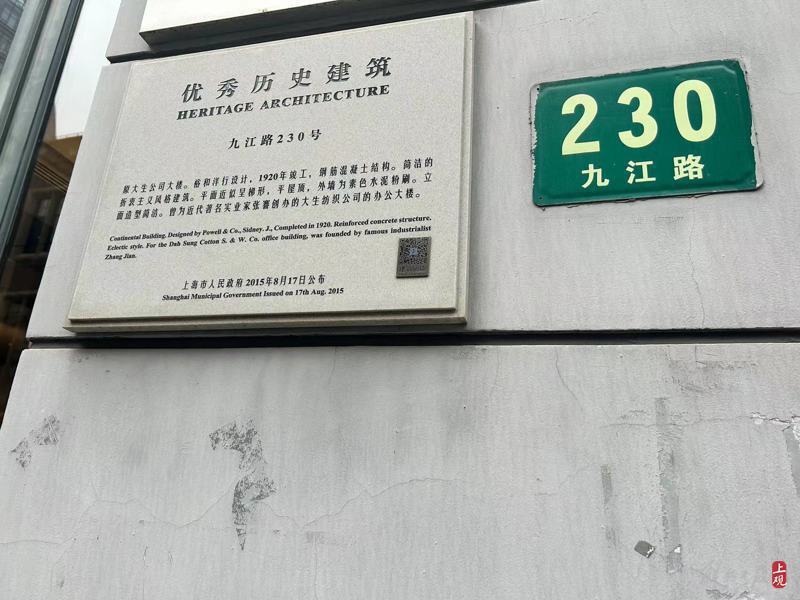 优秀历史建筑
HERITAGE ARCHITECTURE
九江路230号
原大生公司大楼。裕和洋行设计，1920年竣工，钢筋混凝土结构。简洁的
折衷主义风格建筑。平面近似呈梯形，平屋顶，外墙为素色水泥粉刷。立
面造型简洁。曾为近代著名实业家张謇创办的大生纺织公司的办公大楼。
Continental Building. Designed by Powell & Co., Sidney. J., Completed in 1920. Reinforced concrete structure.
Eclectic style. For the Dah Sung Cotton S. & W. Co. office building, was founded by famous industrialist
Zhang Jian.
上海市人民政府 2015年8月17日公布
Shanghai Municipal Government Issued on 17th Aug. 2015
230
九江路
上观